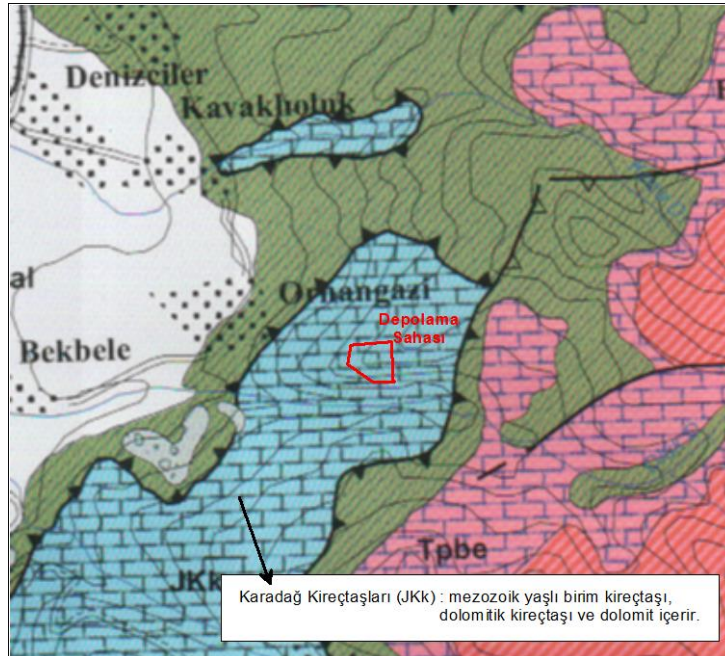 Denizciler
Kavakholuk
al
Orhangazi
Depolama
Sahası
Bekbele
Tpbe
JKk
Karadağ Kireçtaşları (JKk) : mezozoik yaşlı birim kireçtaşı,
dolomitik kireçtaşı ve dolomit içerir.